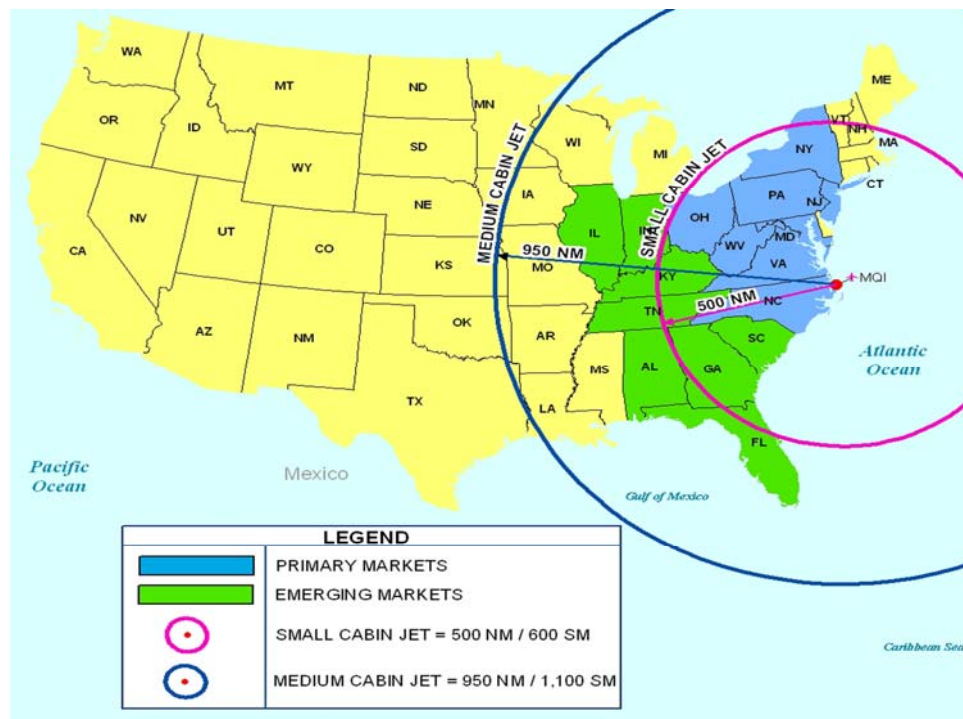 WA
MT
ND
MN
ME
OR
ID
SD
WI
MI
VT
NH
MA
NY
CT
WY
IA
NE
PA
NJ
OH
MEDIUM CABIN JET
SMALL CABIN JET
NV
UT
CO
KS
MO
IL
IN
WV
MD
VA
950 NM
KY
MQI
CA
500 NM
NC
TN
AZ
NM
OK
AR
SC
MS
AL
GA
Atlantic
Ocean
TX
LA
FL
Pacific
Ocean
Mexico
Gulf of Mexico
LEGEND
PRIMARY MARKETS
EMERGING MARKETS
SMALL CABIN JET = 500 NM / 600 SM
MEDIUM CABIN JET = 950 NM / 1,100 SM
Caribbean Sea